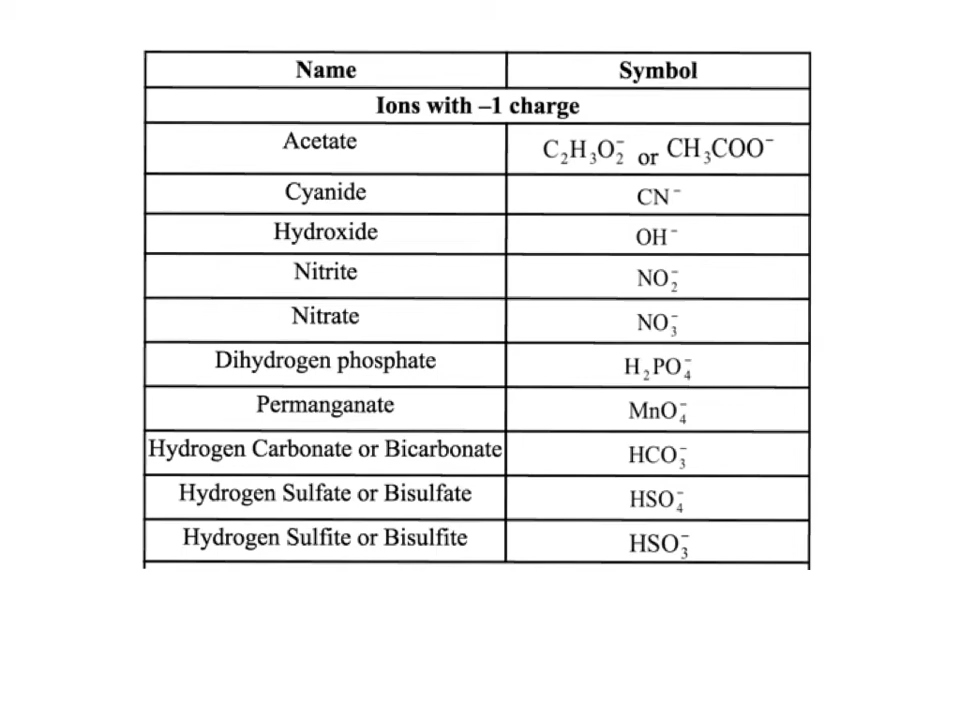 Name Symbol
Ions with –1 charge
Acetate C₂H₃O₂⁻ or CH₃COO⁻
Cyanide CN⁻
Hydroxide OH⁻
Nitrite NO₂⁻
Nitrate NO₃⁻
Dihydrogen phosphate H₂PO₄⁻
Permanganate MnO₄⁻
Hydrogen Carbonate or Bicarbonate HCO₃⁻
Hydrogen Sulfate or Bisulfate HSO₄⁻
Hydrogen Sulfite or Bisulfite HSO₃⁻